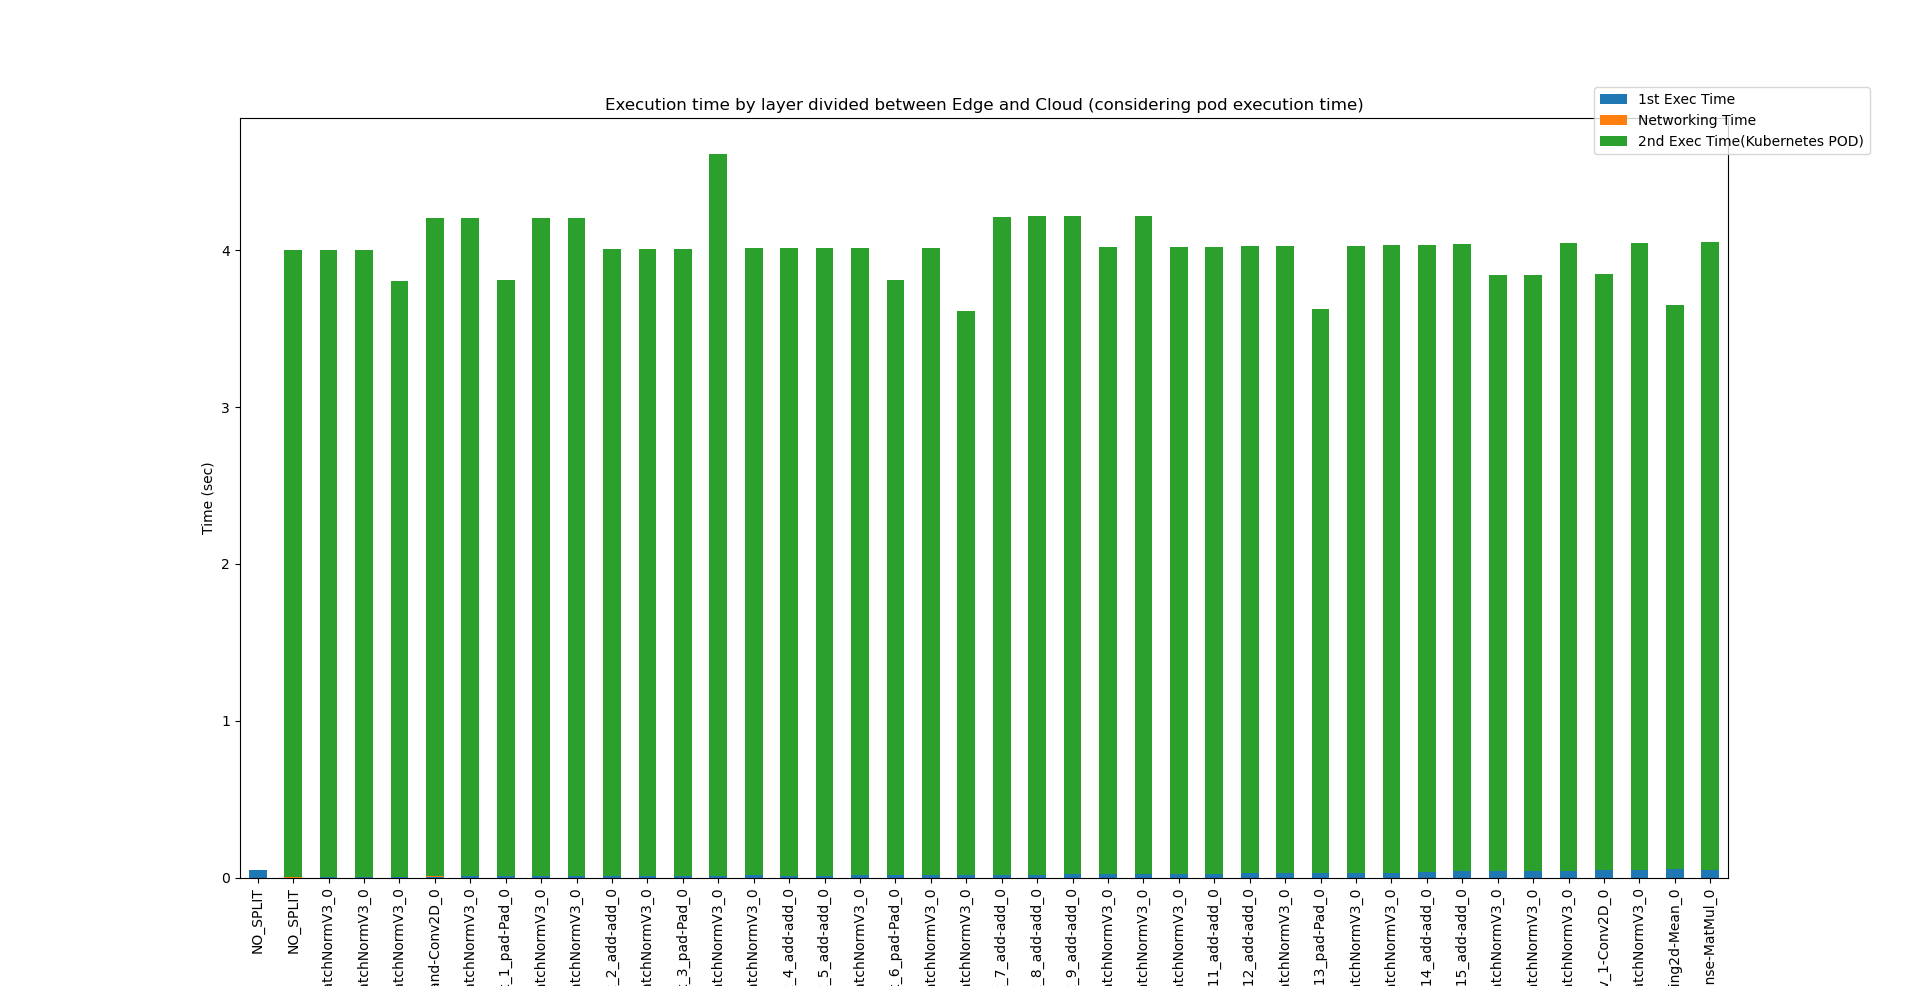 Execution time by layer divided between Edge and Cloud (considering pod execution time)
1st Exec Time
Networking Time
2nd Exec Time(Kubernetes POD)
Time (sec)
4
3
2
1
0
NO_SPLIT
NO_SPLIT
atchNormV3_0
atchNormV3_0
atchNormV3_0
and-Conv2D_0
atchNormV3_0
_1_pad-Pad_0
atchNormV3_0
atchNormV3_0
_2_add-add_0
atchNormV3_0
_3_pad-Pad_0
atchNormV3_0
atchNormV3_0
_4_add-add_0
_5_add-add_0
atchNormV3_0
_6_pad-Pad_0
atchNormV3_0
atchNormV3_0
_7_add-add_0
_8_add-add_0
_9_add-add_0
atchNormV3_0
atchNormV3_0
atchNormV3_0
11_add-add_0
12_add-add_0
atchNormV3_0
13_pad-Pad_0
atchNormV3_0
atchNormV3_0
14_add-add_0
15_add-add_0
atchNormV3_0
atchNormV3_0
atchNormV3_0
v_1-Conv2D_0
atchNormV3_0
ing2d-Mean_0
nse-MatMul_0